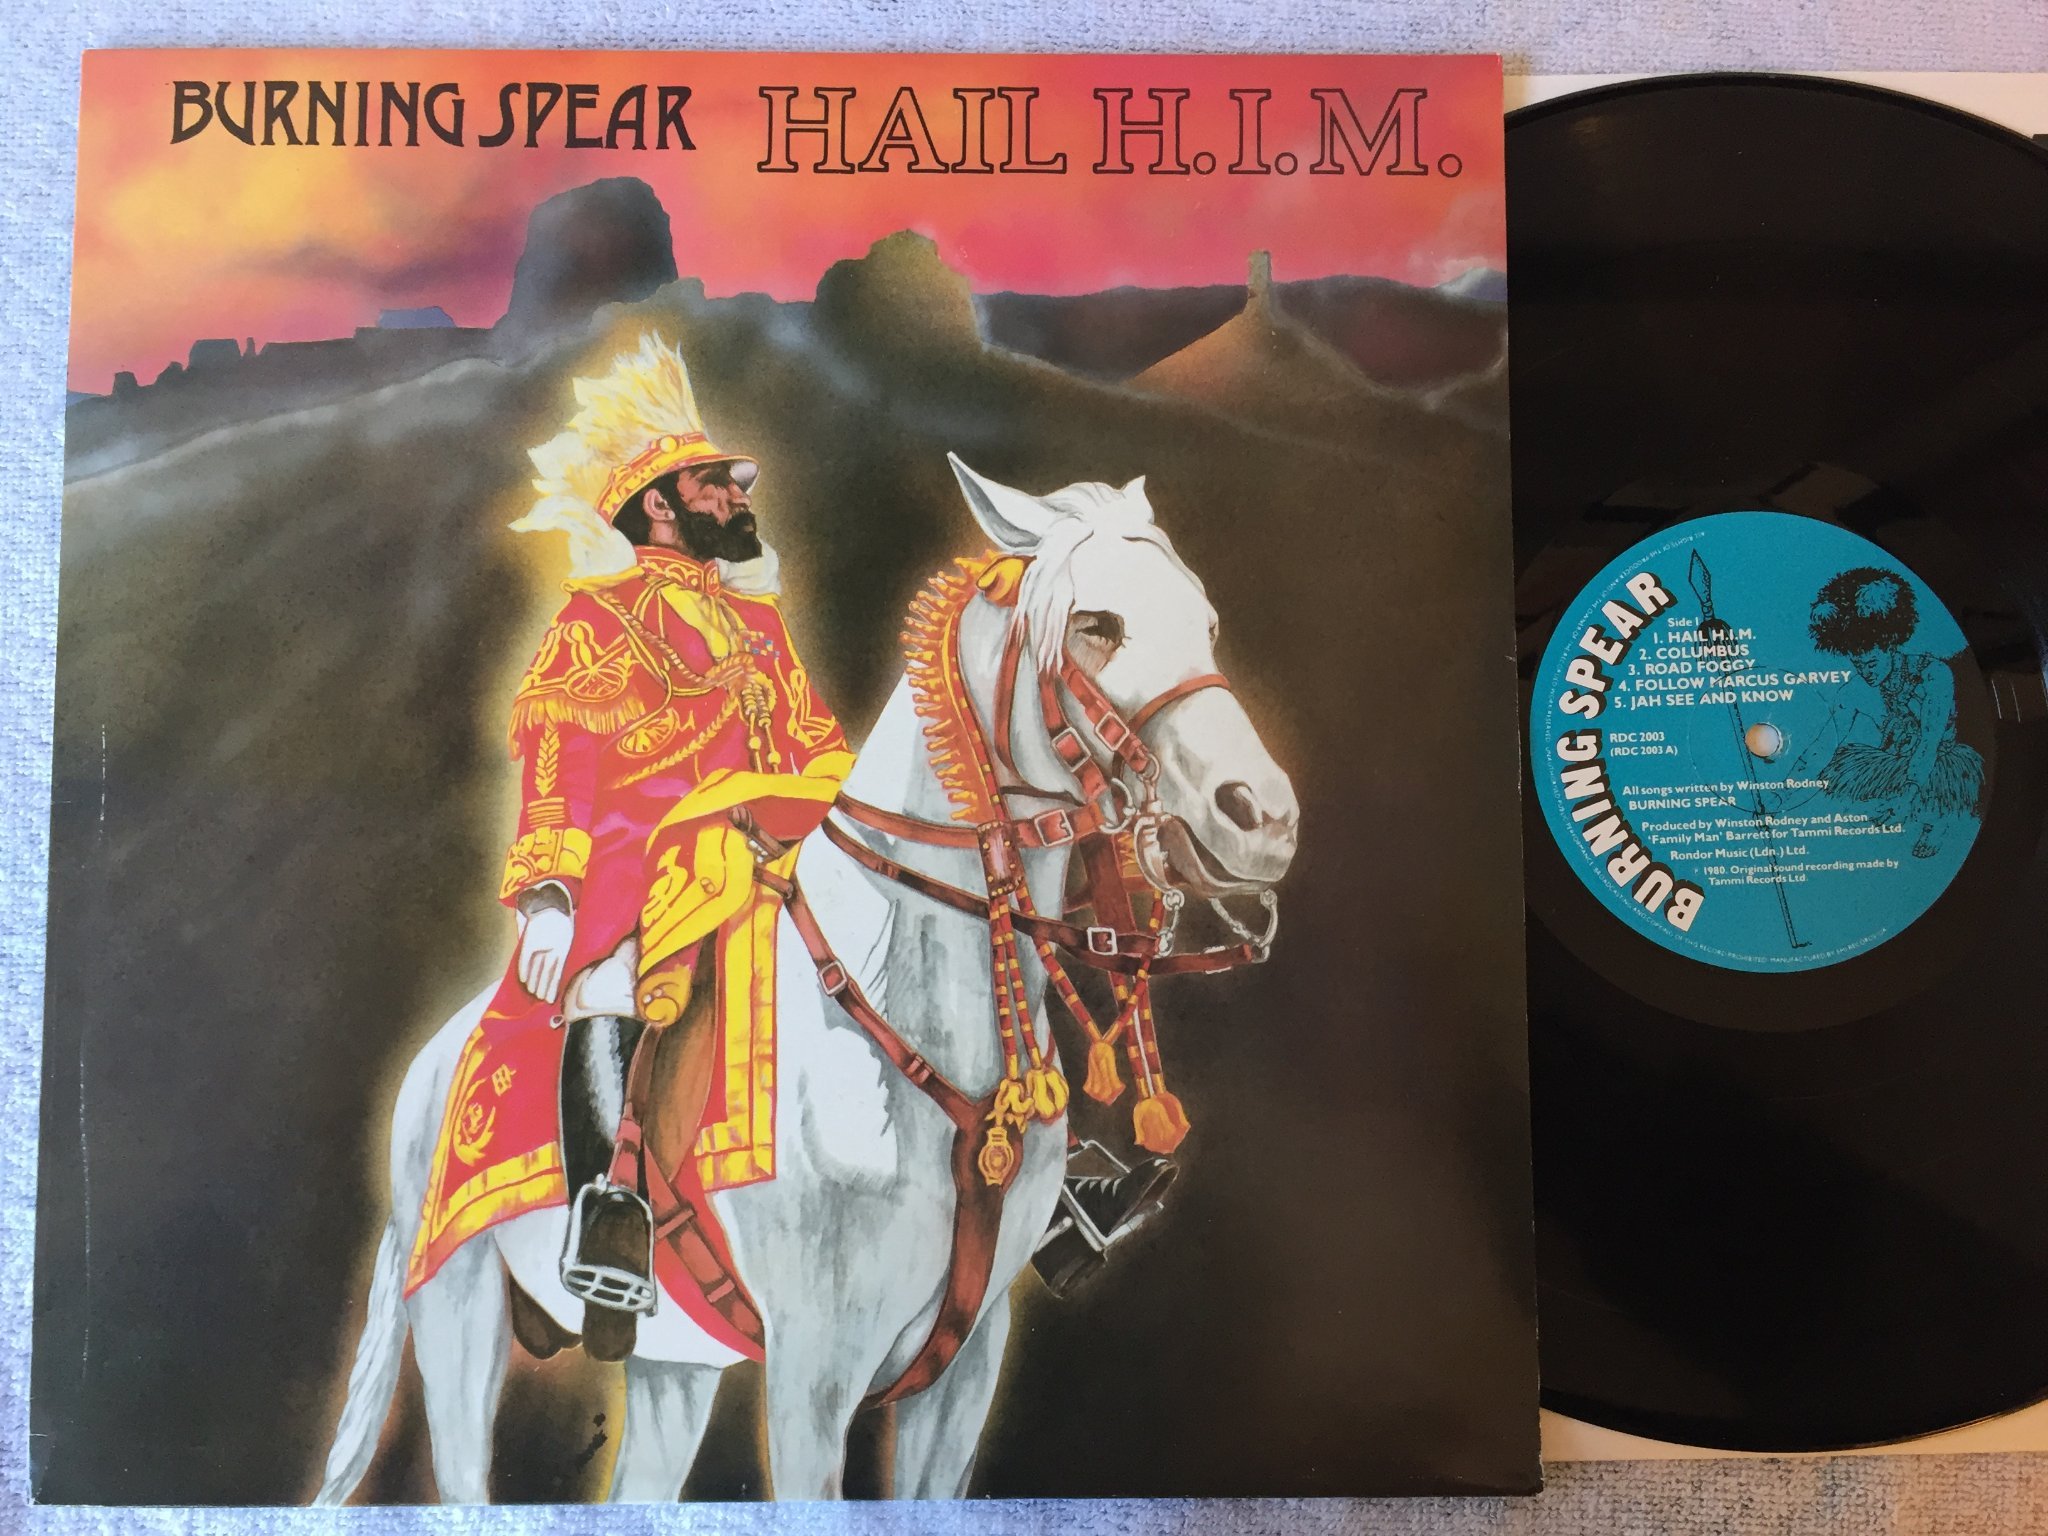 BURNING SPEAR HAIL H.I.M.
BURNING SPEAR
Side 1
1. HAIL H.I.M.
2. COLUMBUS
3. ROAD FOGGY
4. FOLLOW MARCUS GARVEY
5. JAH SEE AND KNOW
RDC 2003
(RDC 2003 A)
All songs written by Winston Rodney
BURNING SPEAR
Produced by Winston Rodney and Aston
'Family Man' Barrett for Tammi Records Ltd.
Rondor Music (Ldn.) Ltd.
℗ 1980. Original sound recording made by
Tammi Records Ltd.